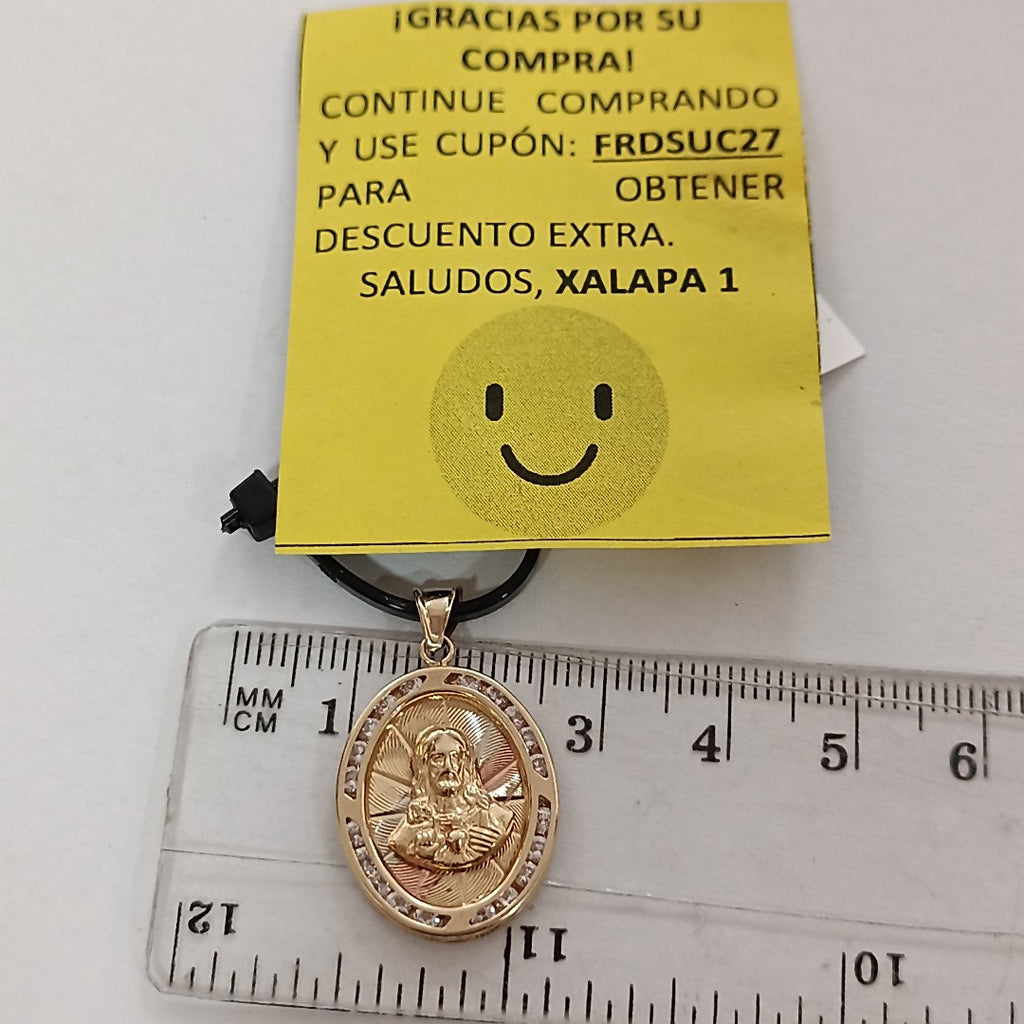 ¡GRACIAS POR SU
COMPRA!
CONTINUE COMPRANDO
Y USE CUPÓN: FRDSUC27
PARA OBTENER
DESCUENTO EXTRA.
SALUDOS, XALAPA 1
MM
CM 1 3 4 5 6
12 11 10